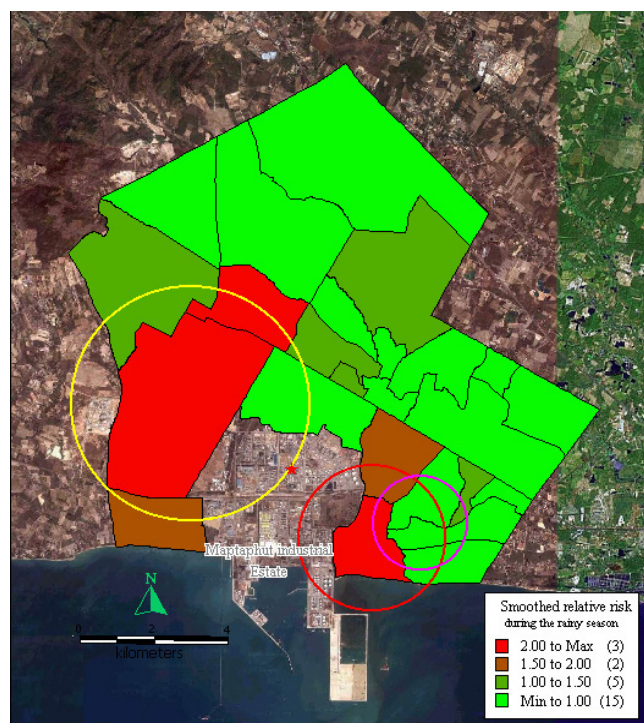 Maptaphut industrial
Estate
N
0 2 4
kilometers
Smoothed relative risk
during the rainy season
2.00 to Max (3)
1.50 to 2.00 (2)
1.00 to 1.50 (5)
Min to 1.00 (15)